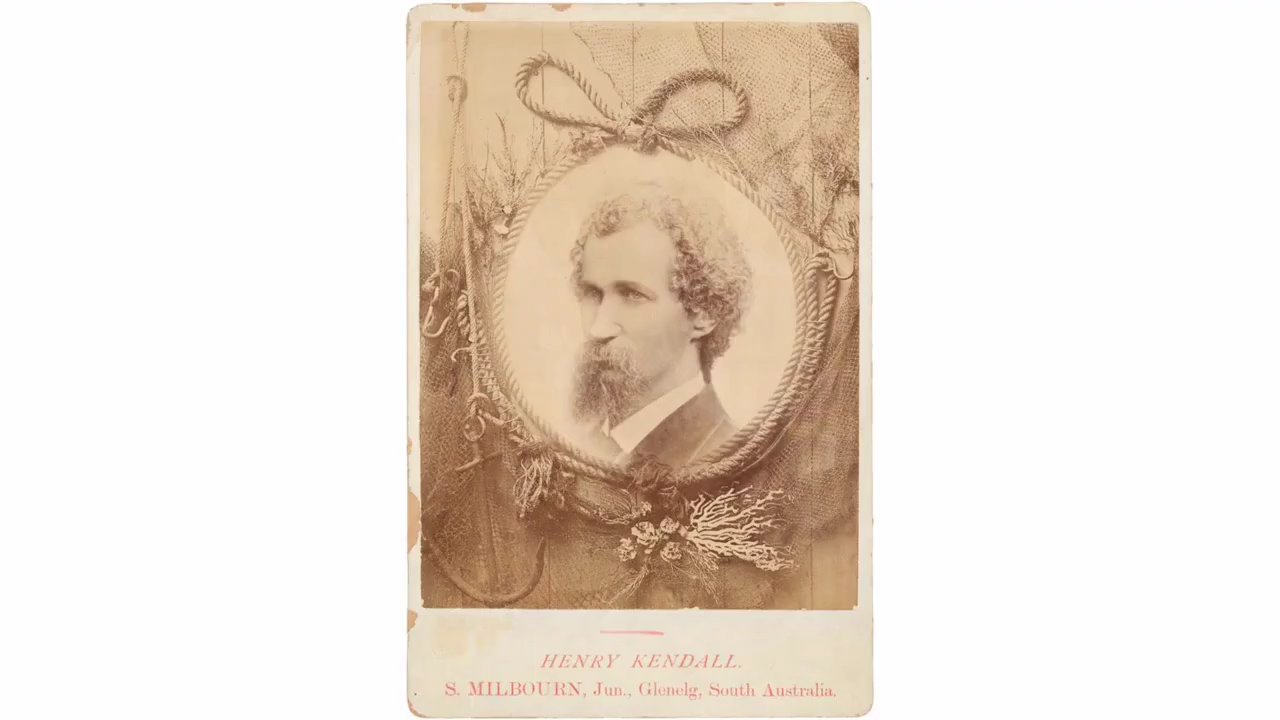 HENRY KENDALL.
S. MILBOURN, Jun., Glenelg, South Australia.